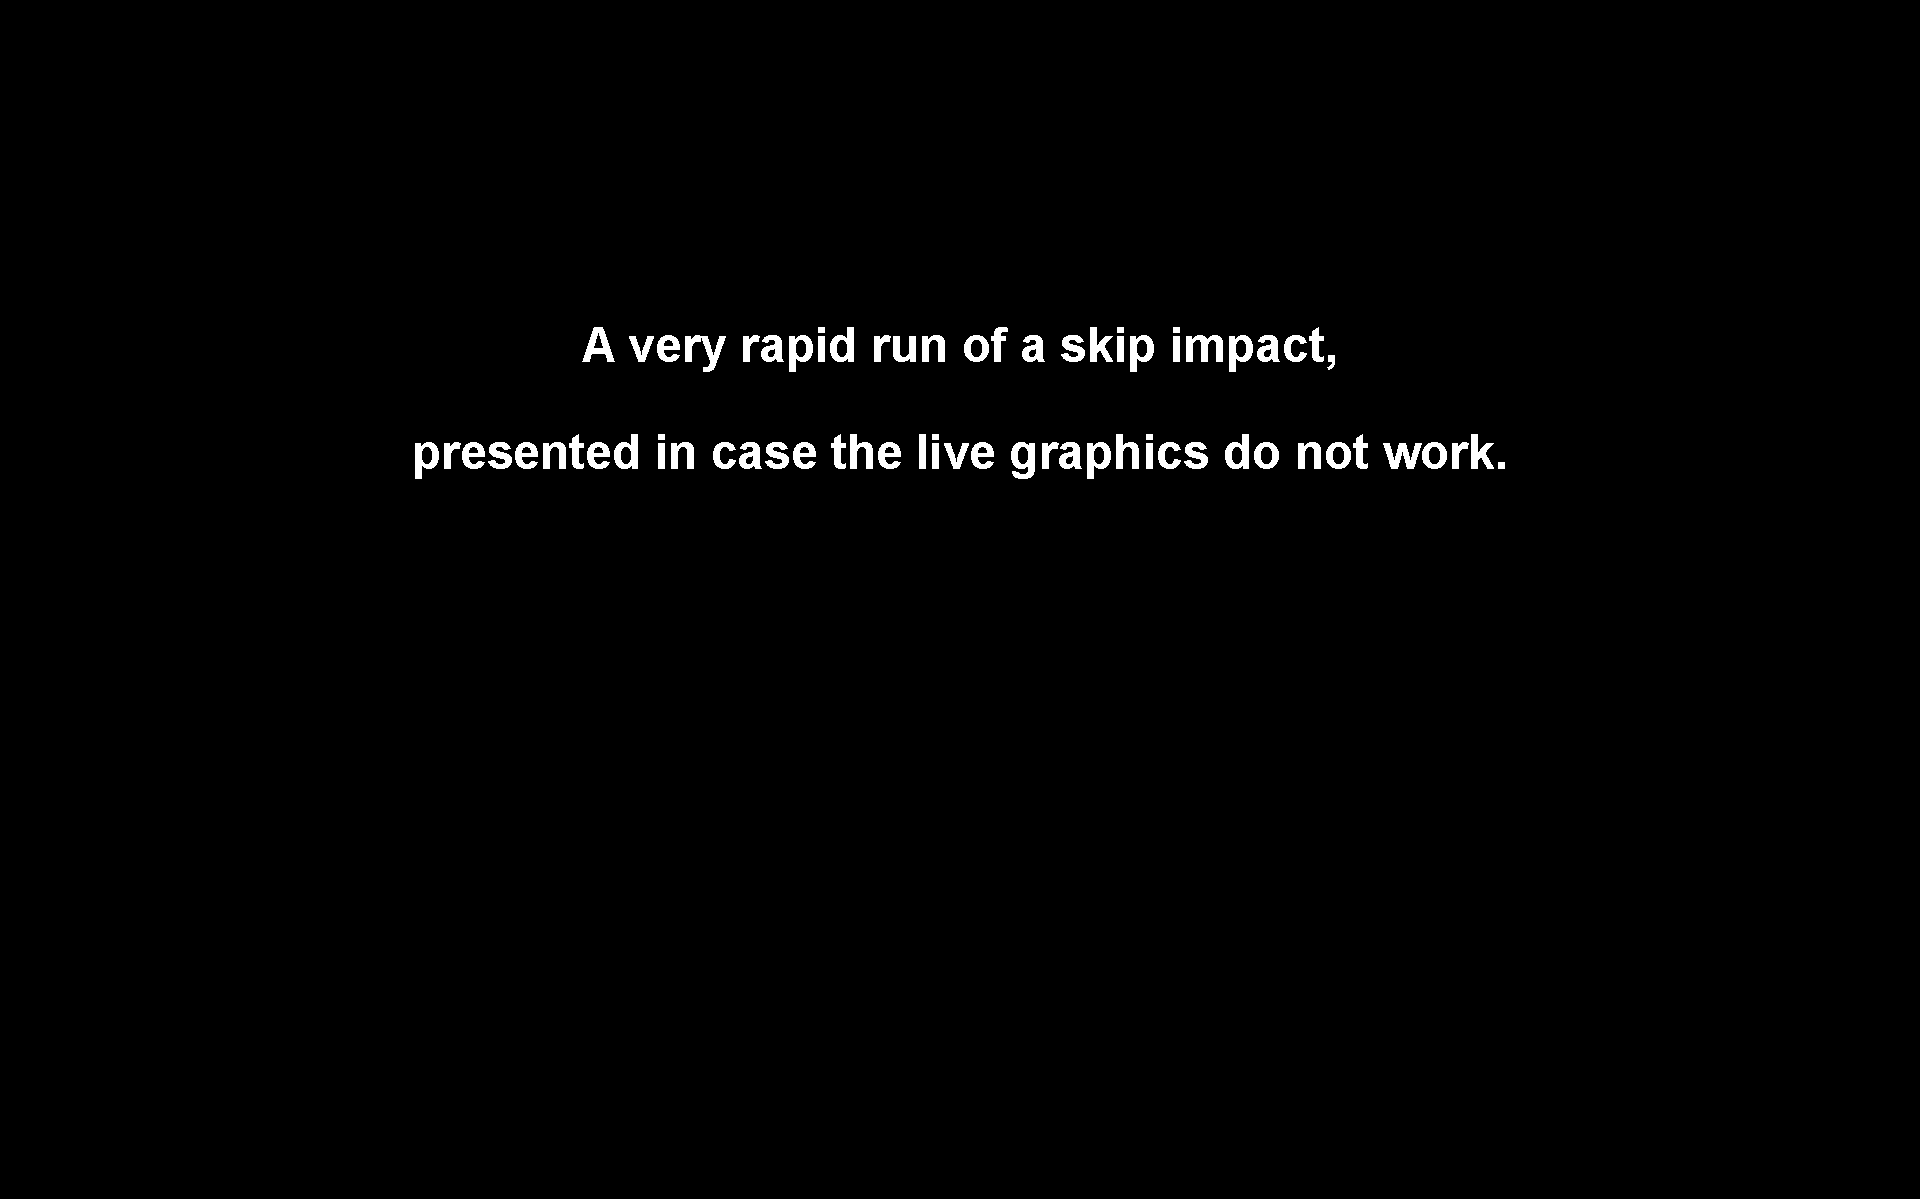 A very rapid run of a skip impact,
presented in case the live graphics do not work.